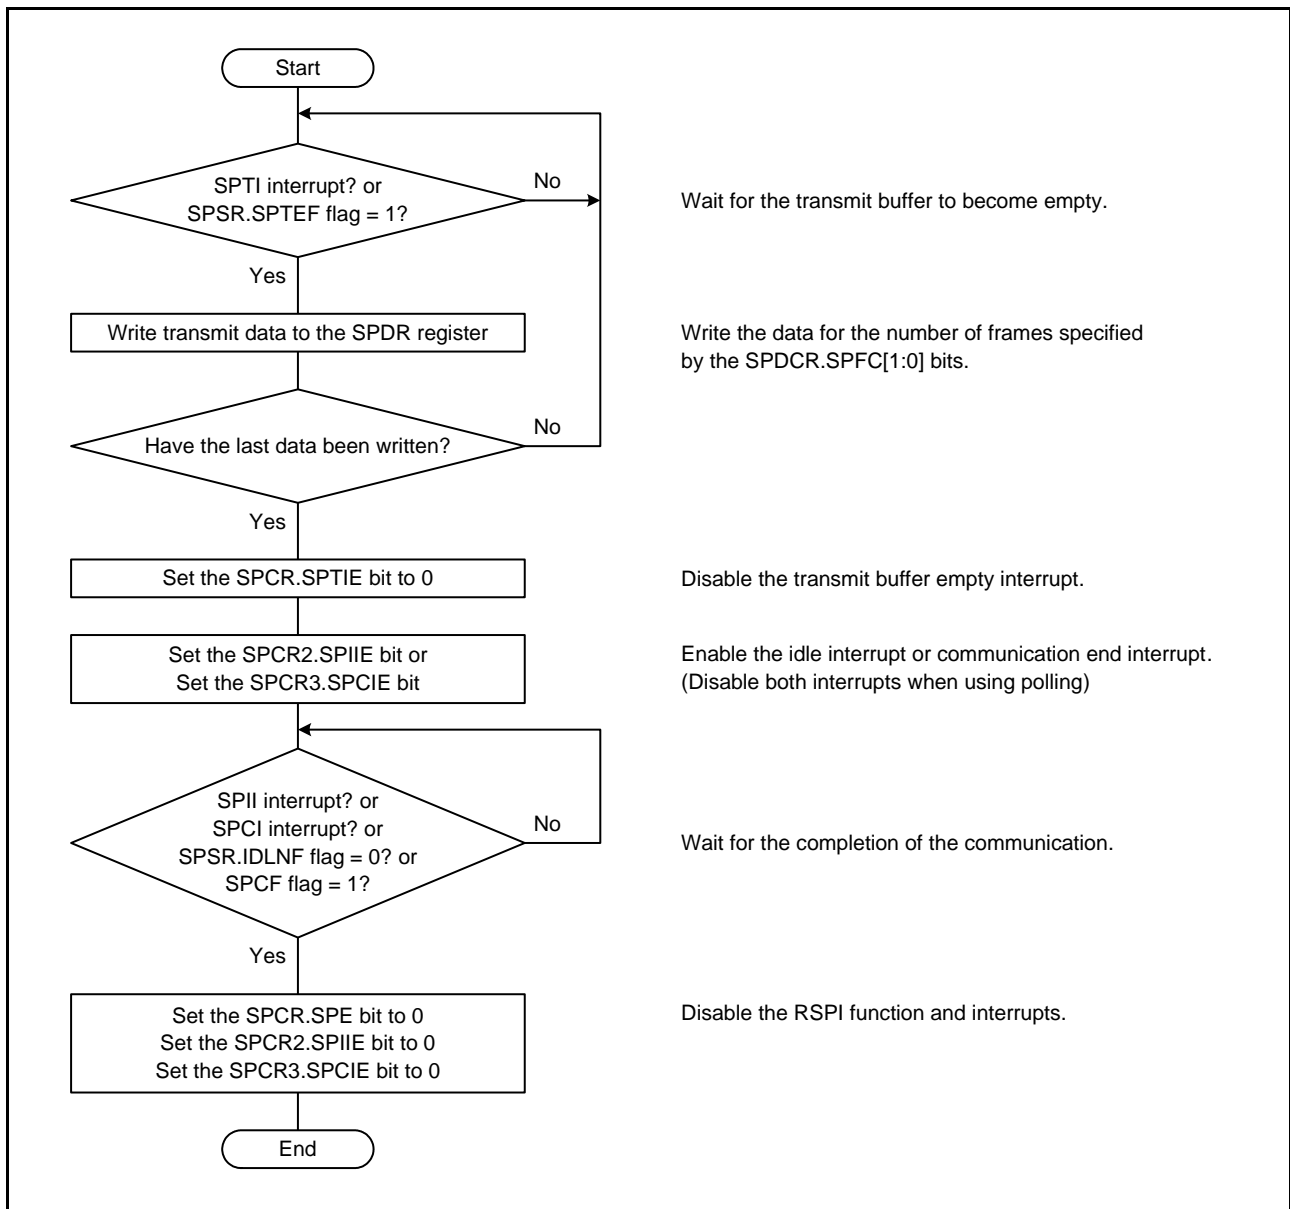 Start
SPTI interrupt? or
SPSR.SPTEF flag = 1?
No
Wait for the transmit buffer to become empty.
Yes
Write transmit data to the SPDR register
Write the data for the number of frames specified
by the SPDCR.SPFC[1:0] bits.
Have the last data been written?
No
Yes
Set the SPCR.SPTIE bit to 0
Disable the transmit buffer empty interrupt.
Set the SPCR2.SPIIE bit or
Set the SPCR3.SPCIE bit
Enable the idle interrupt or communication end interrupt.
(Disable both interrupts when using polling)
SPII interrupt? or
SPCI interrupt? or
SPSR.IDLNF flag = 0? or
SPCF flag = 1?
No
Wait for the completion of the communication.
Yes
Set the SPCR.SPE bit to 0
Set the SPCR2.SPIIE bit to 0
Set the SPCR3.SPCIE bit to 0
Disable the RSPI function and interrupts.
End